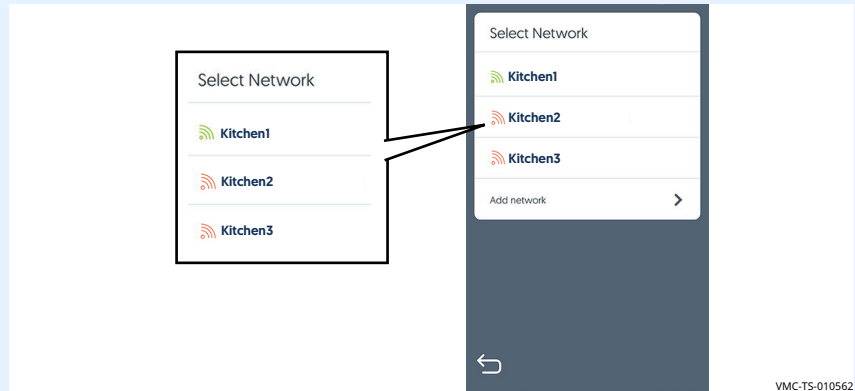 Select Network
Kitchen1
Kitchen2
Kitchen3
Select Network
Kitchen1
Kitchen2
Kitchen3
Add network
VMC-TS-010562